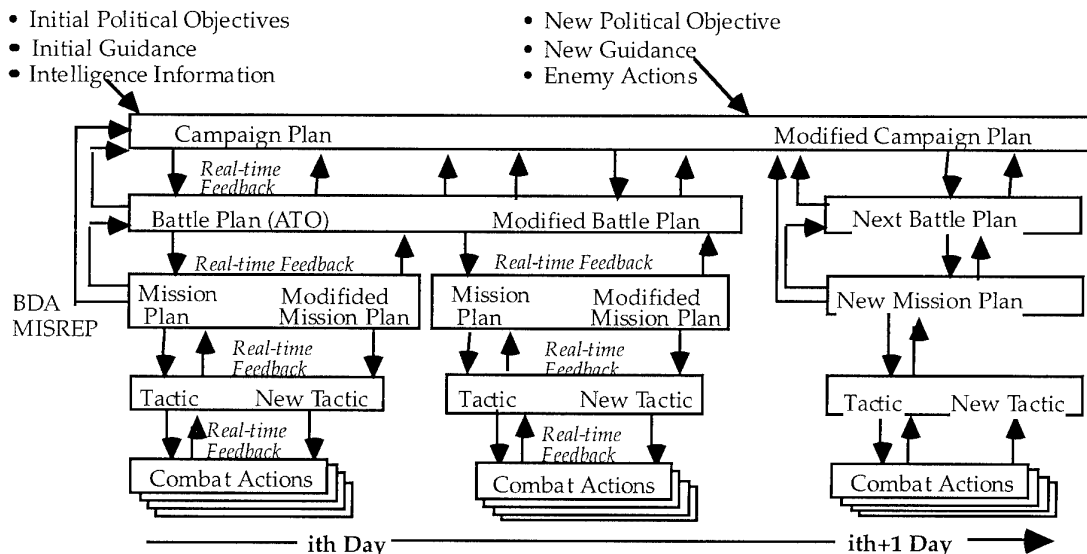 • Initial Political Objectives
• Initial Guidance
• Intelligence Information
• New Political Objective
• New Guidance
• Enemy Actions
Campaign Plan
Modified Campaign Plan
Real-time
Feedback
Battle Plan (ATO)
Modified Battle Plan
Next Battle Plan
Real-time Feedback
Real-time Feedback
BDA
MISREP
Mission
Plan
Modifided
Mission Plan
Mission
Plan
Modifided
Mission Plan
New Mission Plan
Real-time
Feedback
Real-time
Feedback
Tactic
New Tactic
Tactic
New Tactic
Tactic
New Tactic
Real-time
Feedback
Real-time
Feedback
Combat Actions
Combat Actions
Combat Actions
ith Day
ith+1 Day